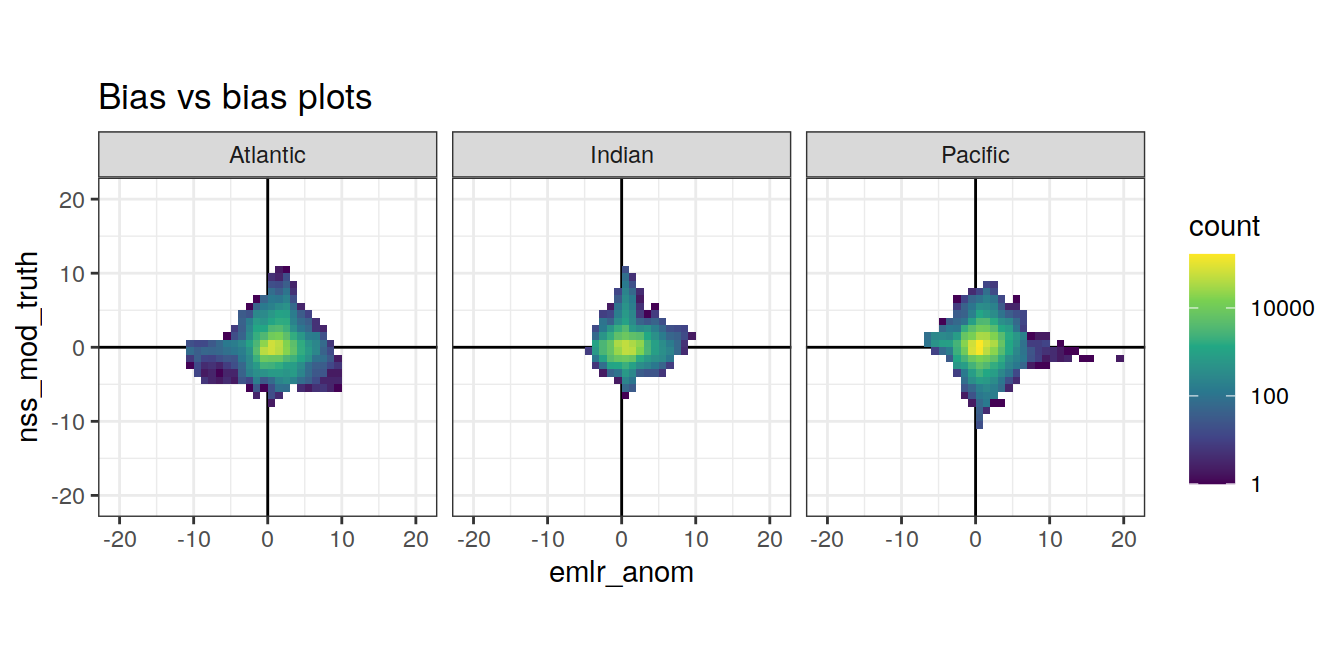 Bias vs bias plots
Atlantic Indian Pacific
nss_mod_truth
20
10
0
-10
-20
-20 -10 0 10 20 -20 -10 0 10 20 -20 -10 0 10 20
emlr_anom
count
10000
100
1